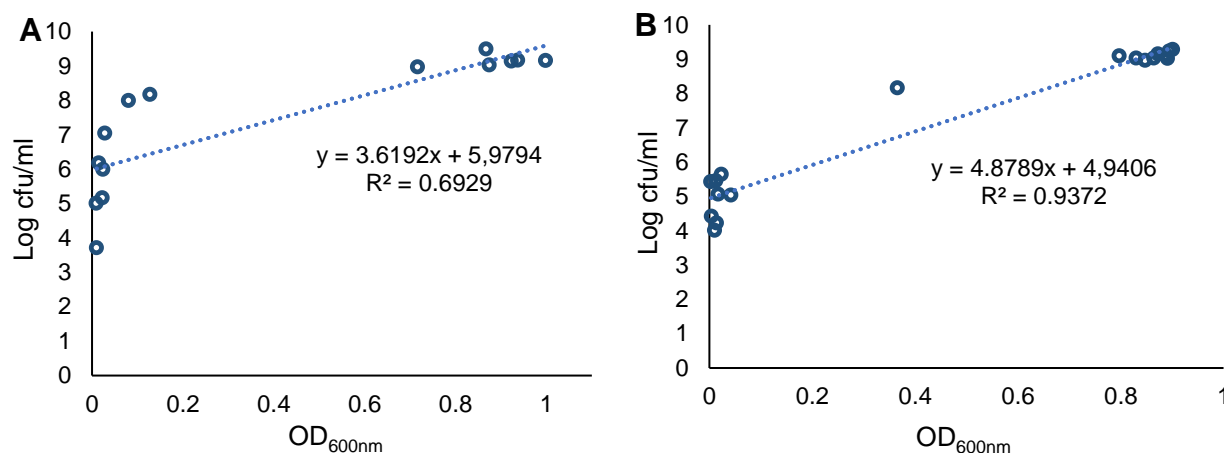 A
10
9
8
7
6
5
4
3
2
1
0
Log cfu/ml
y = 3.6192x + 5,9794
R² = 0.6929
0 0.2 0.4 0.6 0.8 1
OD600nm
B
10
9
8
7
6
5
4
3
2
1
0
Log cfu/ml
y = 4.8789x + 4,9406
R² = 0.9372
0 0.2 0.4 0.6 0.8 1
OD600nm